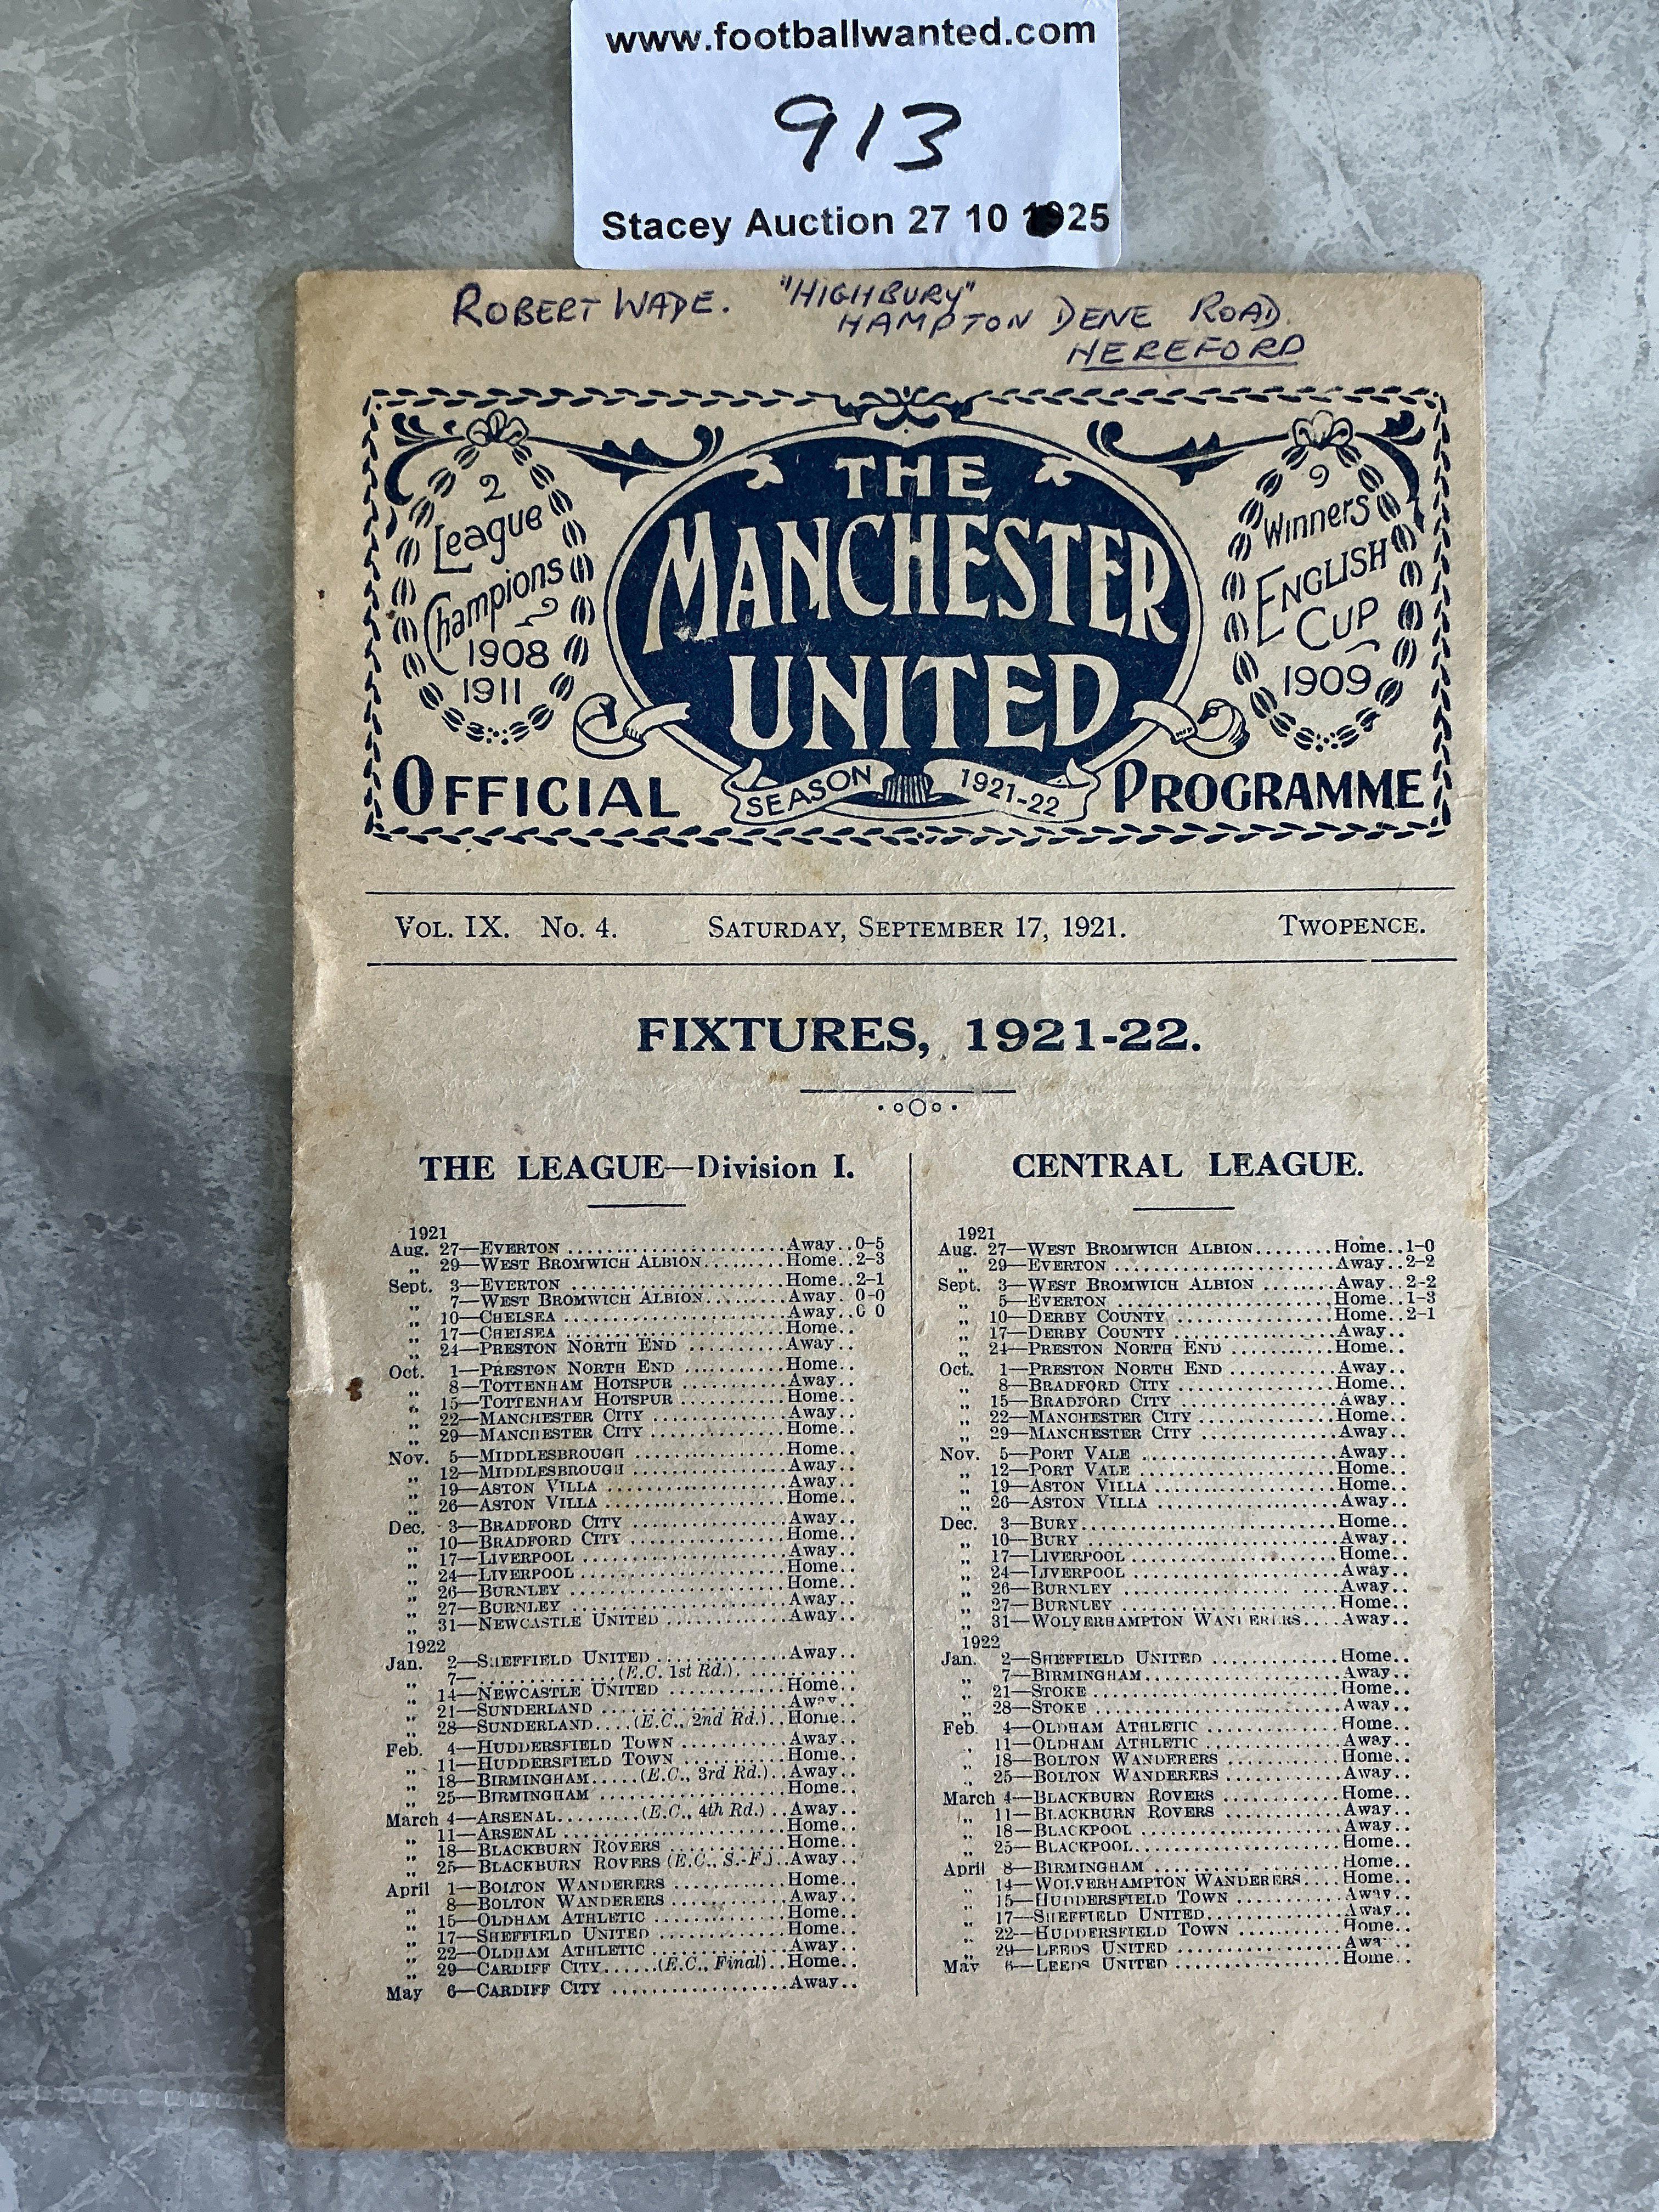 www.footballwanted.com
913
Stacey Auction 27 10 1925
ROBERT WADE. "HIGHBURY"
HAMPTON DENE ROAD.
HEREFORD
2
League
Champions
1908
1911
THE
MANCHESTER
UNITED
Winners
ENGLISH
CUP
1909
OFFICIAL
SEASON 1921-22
PROGRAMME
VOL. IX. No. 4. SATURDAY, SEPTEMBER 17, 1921. TWOPENCE.
FIXTURES, 1921-22.
THE LEAGUE—Division I.
1921
Aug. 27—EVERTON ........................Away..0-5
„ 29—WEST BROMWICH ALBION.........Home..2-3
Sept. 3—EVERTON ........................Home..2-1
„ 7—WEST BROMWICH ALBION.........Away. 0-0
„ 10—CHELSEA ........................Away..0 0
„ 17—CHELSEA ........................Home..
„ 24—PRESTON NORTH END ..........Away..
Oct. 1—PRESTON NORTH END ..........Home..
„ 8—TOTTENHAM HOTSPUR ..........Away..
„ 15—TOTTENHAM HOTSPUR ..........Home..
„ 22—MANCHESTER CITY .............Away..
„ 29—MANCHESTER CITY .............Home..
Nov. 5—MIDDLESBROUGH ................Home..
„ 12—MIDDLESBROUGH ................Away..
„ 19—ASTON VILLA ...................Away..
„ 26—ASTON VILLA ...................Home..
Dec. 3—BRADFORD CITY ................Away..
„ 10—BRADFORD CITY ................Home..
„ 17—LIVERPOOL ......................Away..
„ 24—LIVERPOOL ......................Home..
„ 26—BURNLEY .......................Home..
„ 27—BURNLEY .......................Away..
„ 31—NEWCASTLE UNITED ............Away..
1922
Jan. 2—SHEFFIELD UNITED .............Away..
„ 7—................(E.C. 1st Rd.)............
„ 14—NEWCASTLE UNITED ............Home..
„ 21—SUNDERLAND ...................Away..
„ 28—SUNDERLAND....(E.C., 2nd Rd.)..Home..
Feb. 4—HUDDERSFIELD TOWN ...........Away..
„ 11—HUDDERSFIELD TOWN ...........Home..
„ 18—BIRMINGHAM.....(E.C., 3rd Rd.)..Away..
„ 25—BIRMINGHAM ....................Home..
March 4—ARSENAL..........(E.C., 4th Rd.)..Away..
„ 11—ARSENAL ........................Home..
„ 18—BLACKBURN ROVERS ............Home..
„ 25—BLACKBURN ROVERS (E.C., S.-F.)..Away..
April 1—BOLTON WANDERERS ...........Home..
„ 8—BOLTON WANDERERS ...........Away..
„ 15—OLDHAM ATHLETIC .............Home..
„ 17—SHEFFIELD UNITED ............Home..
„ 22—OLDHAM ATHLETIC .............Away..
„ 29—CARDIFF CITY......(E.C., Final)..Home..
May 6—CARDIFF CITY ..................Away..
CENTRAL LEAGUE.
1921
Aug. 27—WEST BROMWICH ALBION........Home..1-0
„ 29—EVERTON ........................Away..2-2
Sept. 3—WEST BROMWICH ALBION ........Away..2-2
„ 5—EVERTON ........................Home..1-3
„ 10—DERBY COUNTY .................Home..2-1
„ 17—DERBY COUNTY .................Away..
„ 24—PRESTON NORTH END ...........Home..
Oct. 1—PRESTON NORTH END ...........Away..
„ 8—BRADFORD CITY .................Home..
„ 15—BRADFORD CITY .................Away..
„ 22—MANCHESTER CITY ..............Home..
„ 29—MANCHESTER CITY ..............Away..
Nov. 5—PORT VALE ......................Away..
„ 12—PORT VALE ......................Home..
„ 19—ASTON VILLA ....................Home..
„ 26—ASTON VILLA ....................Away..
Dec. 3—BURY............................Home..
„ 10—BURY ...........................Away..
„ 17—LIVERPOOL ......................Home..
„ 24—LIVERPOOL ......................Away..
„ 26—BURNLEY .......................Away..
„ 27—BURNLEY .......................Home..
„ 31—WOLVERHAMPTON WANDERERS....Away..
1922
Jan. 2—SHEFFIELD UNITED .............Home..
„ 7—BIRMINGHAM.....................Away..
„ 21—STOKE ..........................Home..
„ 28—STOKE ..........................Away..
Feb. 4—OLDHAM ATHLETIC .............Home..
„ 11—OLDHAM ATHLETIC .............Away..
„ 18—BOLTON WANDERERS ...........Home..
„ 25—BOLTON WANDERERS ...........Away..
March 4—BLACKBURN ROVERS ............Home..
„ 11—BLACKBURN ROVERS ............Away..
„ 18—BLACKPOOL .....................Away..
„ 25—BLACKPOOL......................Home..
April 8—BIRMINGHAM ...................Home..
„ 14—WOLVERHAMPTON WANDERERS....Home..
„ 15—HUDDERSFIELD TOWN ...........Away..
„ 17—SHEFFIELD UNITED..............Away..
„ 22—HUDDERSFIELD TOWN ...........Home..
„ 29—LEEDS UNITED ..................Away..
May 6—LEEDS UNITED ..................Home..